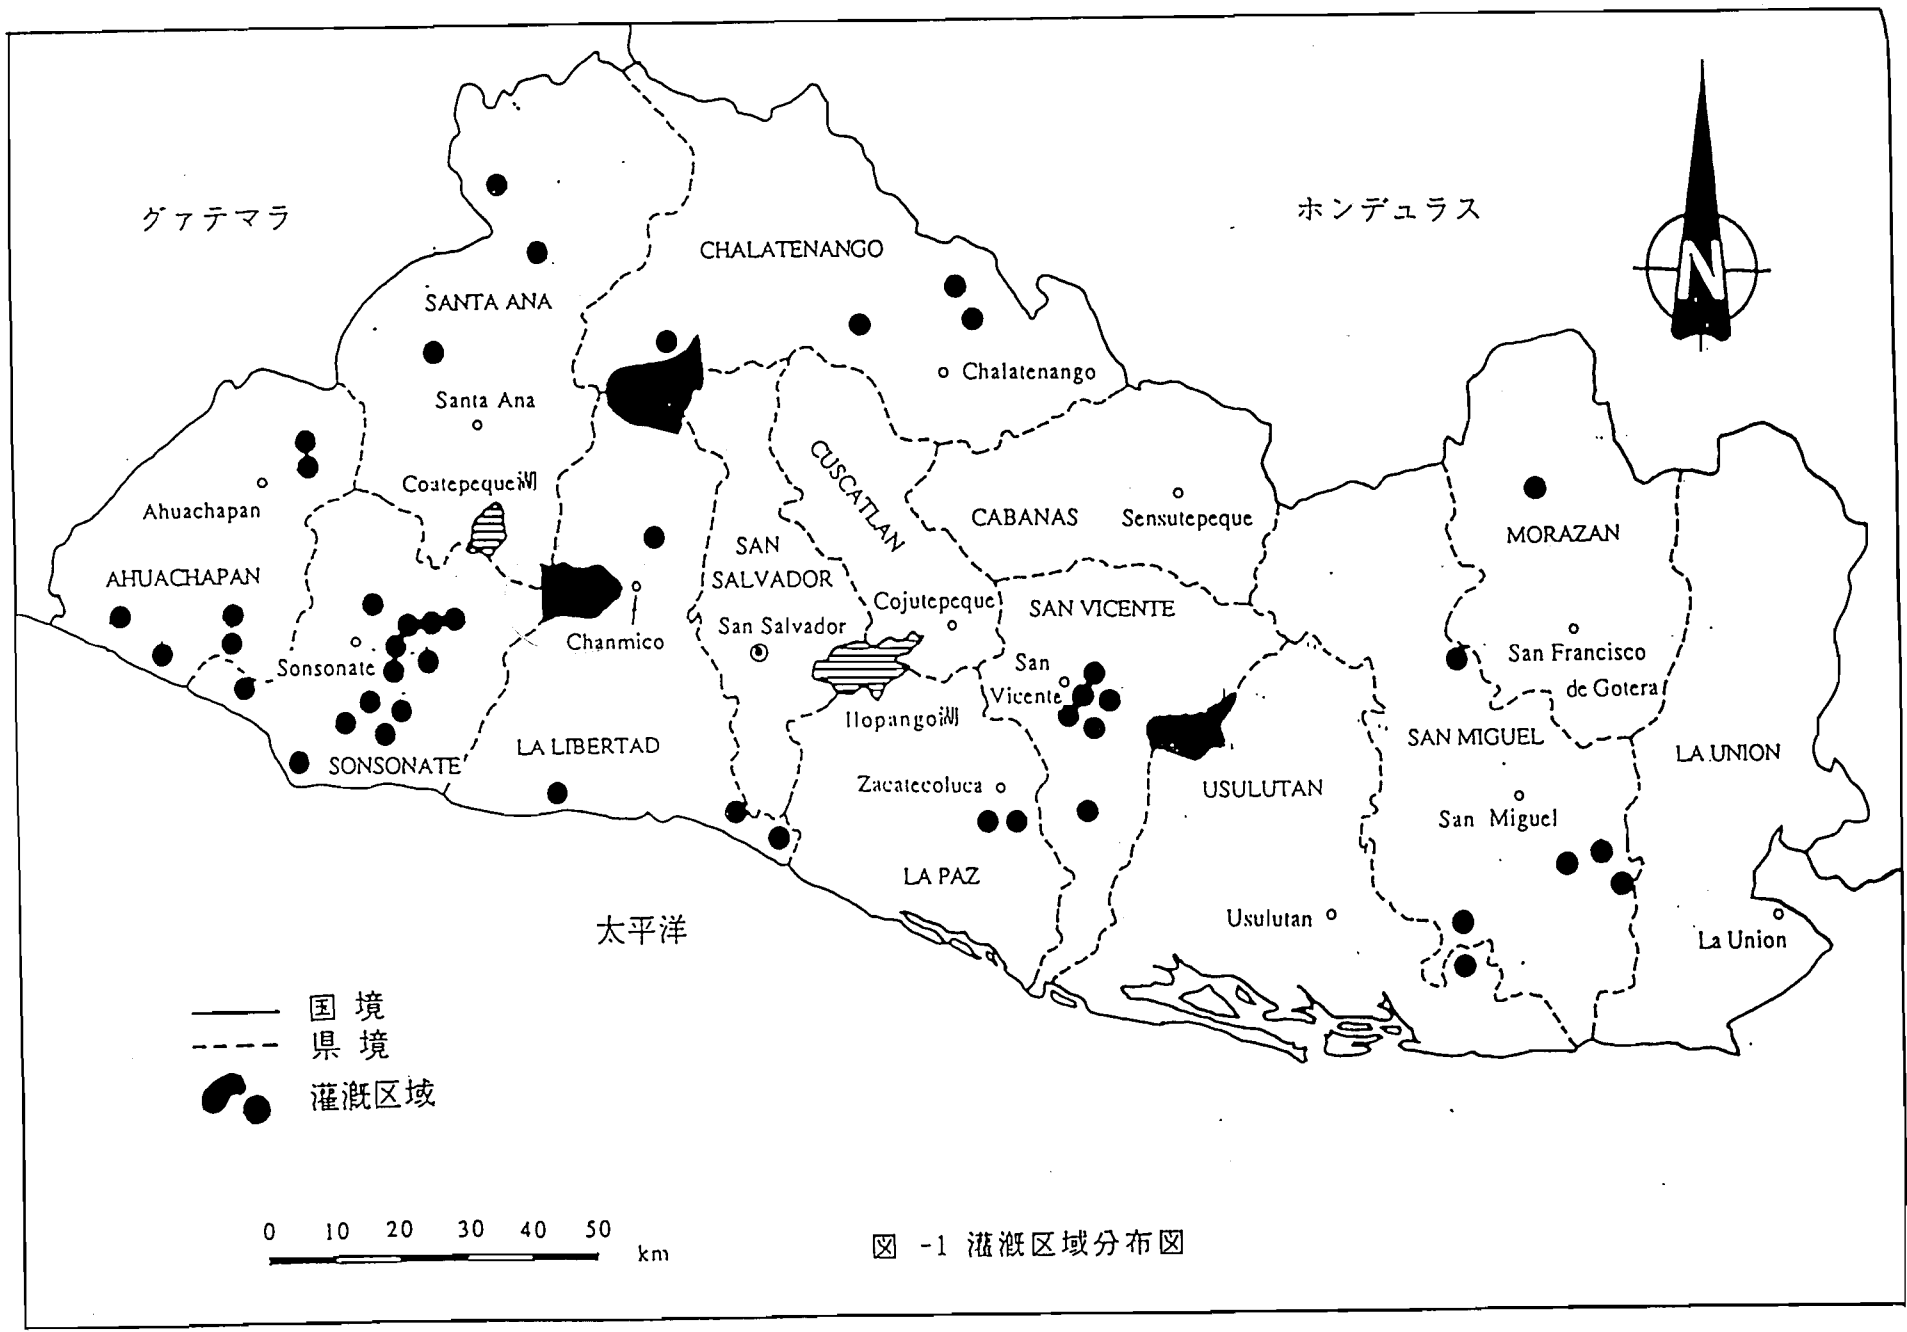 グァテマラ
ホンデュラス
N
CHALATENANGO
SANTA ANA
Chalatenango
Santa Ana
CUSCATLAN
Coatepeque湖
Ahuachapan
CABANAS
Sensutepeque
MORAZAN
AHUACHAPAN
SAN
SALVADOR
Cojutepeque
SAN VICENTE
Chanmico
San Salvador
Sonsonate
San
Vicente
San Francisco
de Gotera
Ilopango湖
LA LIBERTAD
SAN MIGUEL
LA UNION
SONSONATE
Zacatecoluca
USULUTAN
San Miguel
LA PAZ
太平洋
Usulutan
La Union
国境
県境
灌漑区域
0 10 20 30 40 50
km
図 -1 灌漑区域分布図